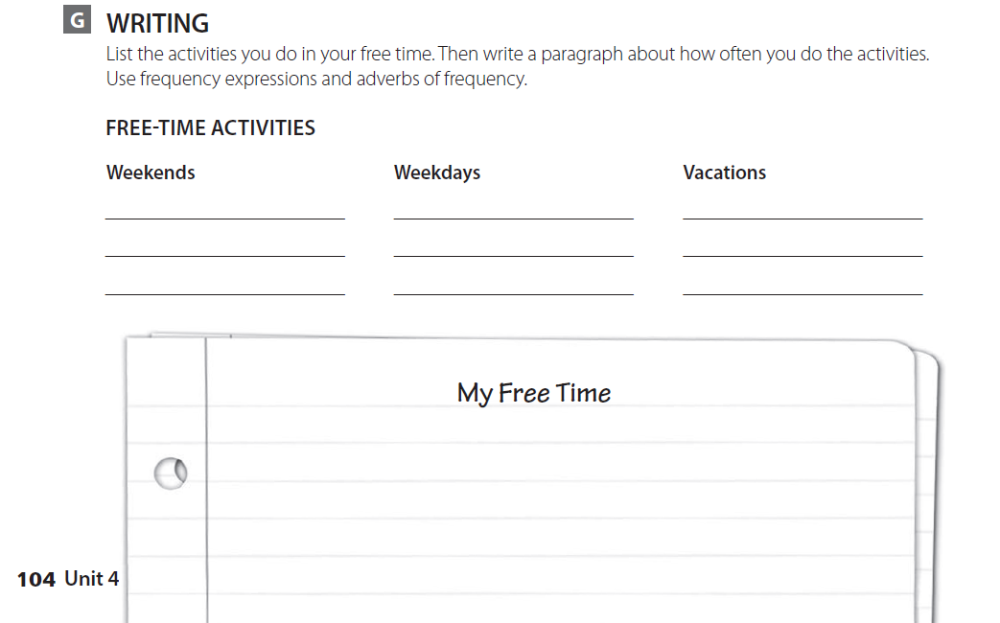 G WRITING
List the activities you do in your free time. Then write a paragraph about how often you do the activities.
Use frequency expressions and adverbs of frequency.
FREE-TIME ACTIVITIES
Weekends Weekdays Vacations
My Free Time
104 Unit 4